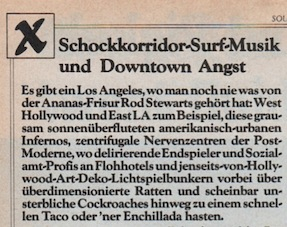 SOU
X
Schockkorridor-Surf-Musik
und Downtown Angst
Es gibt ein Los Angeles, wo man noch nie was von
der Ananas-Frisur Rod Stewarts gehört hat: West
Hollywood und East LA zum Beispiel, diese grau-
sam sonnenüberfluteten amerikanisch-urbanen
Infernos, zentrifugale Nervenzentren der Post-
Moderne, wo delirierende Endspieler und Sozial-
amt-Profis an Flohhotels und jenseits-von-Holly-
wood-Art-Deko-Lichtspielbunkern vorbei über
überdimensionierte Ratten und scheinbar un-
sterbliche Cockroaches hinweg zu einem schnel-
len Taco oder 'ner Enchillada hasten.